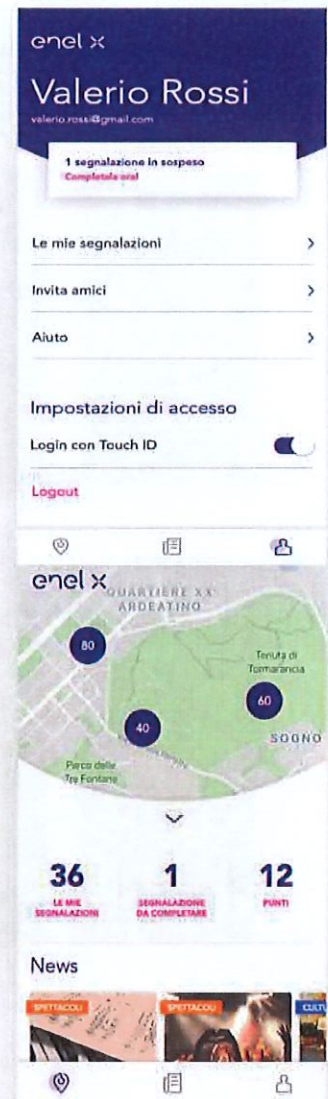 enel x
Valerio Rossi
valerio.rossi@gmail.com
1 segnalazione in sospeso
Completala ora!
Le mie segnalazioni
Invita amici
Aiuto
Impostazioni di accesso
Login con Touch ID
Logout
enel x
QUARTIERE XX
ARDEATINO
80
Tenuta di
Tormarancia
60
40
SOGNO
Parco delle
Tre Fontane
36
1
12
LE MIE
SEGNALAZIONI
SEGNALAZIONE
DA COMPLETARE
PUNTI
News
SPETTACOLI
SPETTACOLI
CULTU